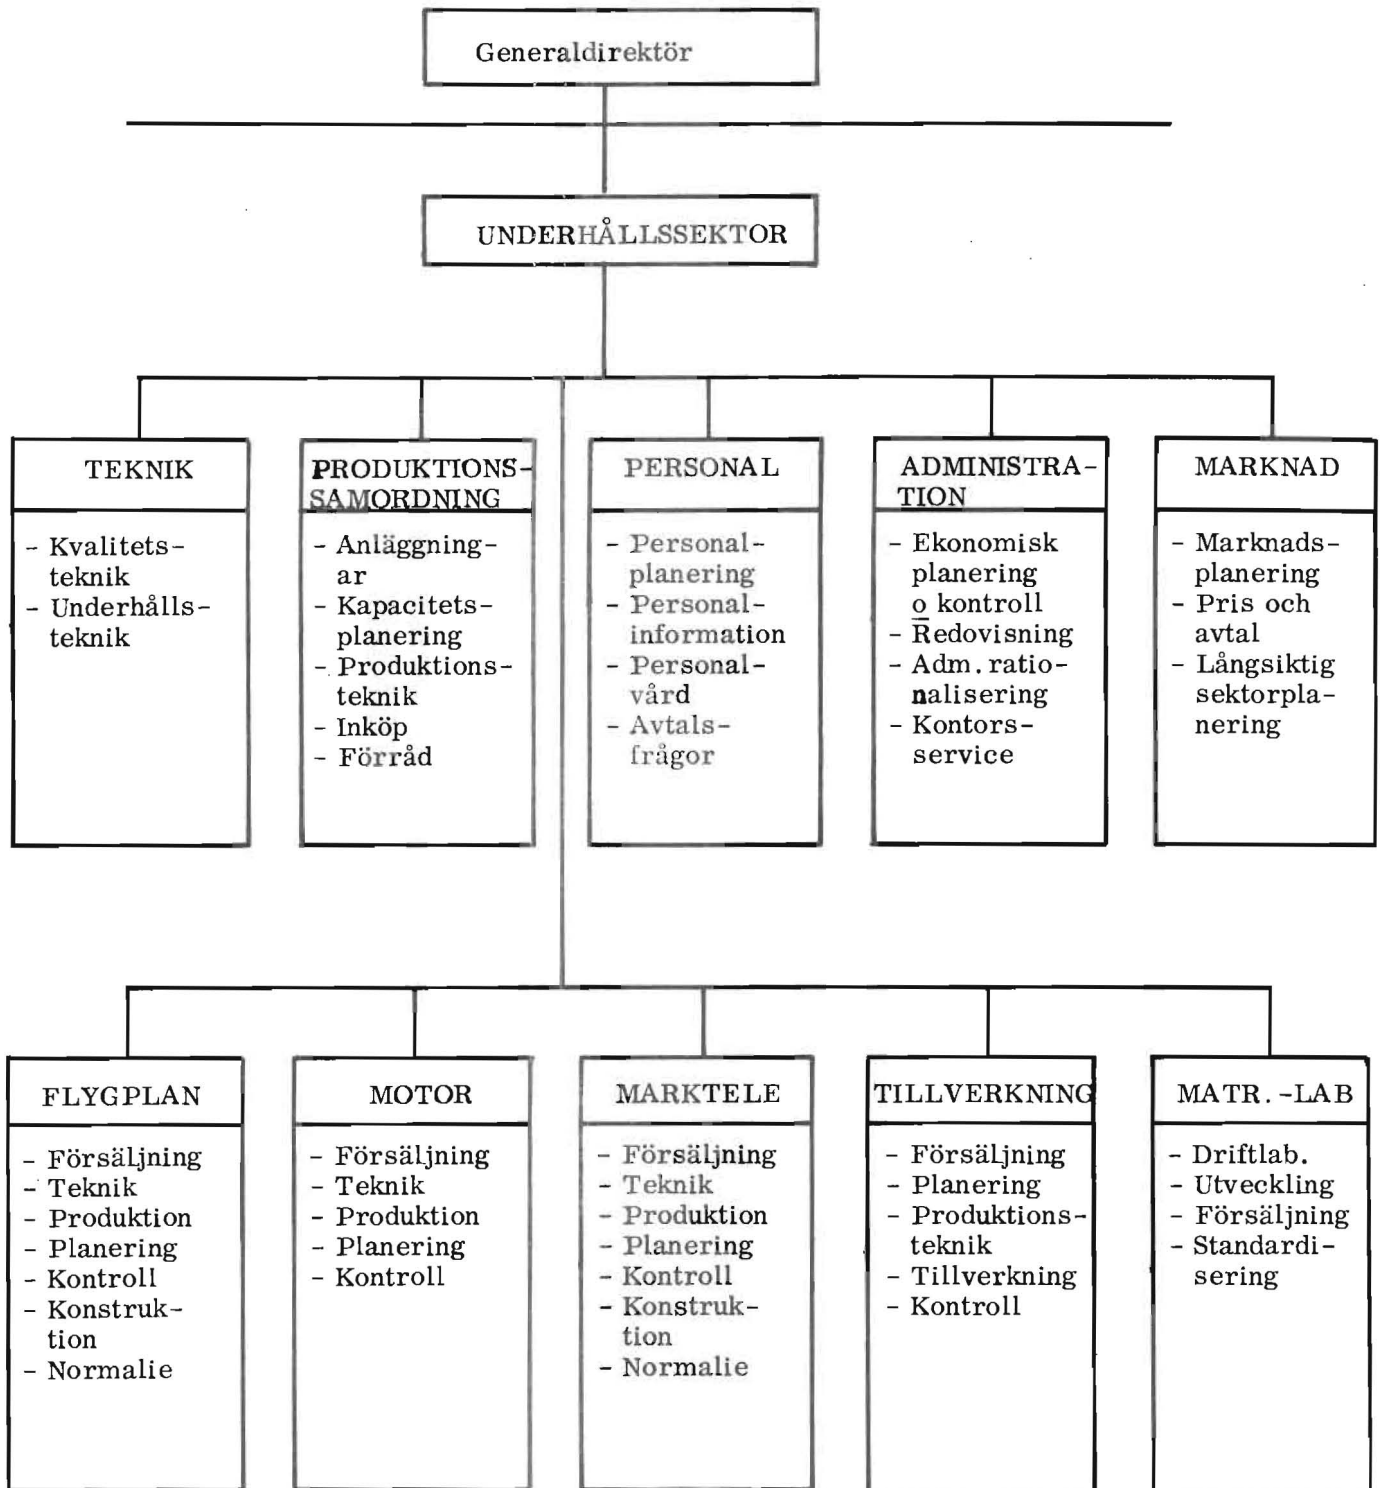 Generaldirektör
UNDERHÅLLSSEKTOR
TEKNIK
- Kvalitets-
teknik
- Underhålls-
teknik
PRODUKTIONS-
SAMORDNING
- Anläggning-
ar
- Kapacitets-
planering
- Produktions-
teknik
- Inköp
- Förråd
PERSONAL
- Personal-
planering
- Personal-
information
- Personal-
vård
- Avtals-
frågor
ADMINISTRA-
TION
- Ekonomisk
planering
o kontroll
- Redovisning
- Adm. ratio-
nalisering
- Kontors-
service
MARKNAD
- Marknads-
planering
- Pris och
avtal
- Långsiktig
sektorpla-
nering
FLYGPLAN
- Försäljning
- Teknik
- Produktion
- Planering
- Kontroll
- Konstruk-
tion
- Normalie
MOTOR
- Försäljning
- Teknik
- Produktion
- Planering
- Kontroll
MARKTELE
- Försäljning
- Teknik
- Produktion
- Planering
- Kontroll
- Konstruk-
tion
- Normalie
TILLVERKNING
- Försäljning
- Planering
- Produktions-
teknik
- Tillverkning
- Kontroll
MATR. -LAB
- Driftlab.
- Utveckling
- Försäljning
- Standardi-
sering